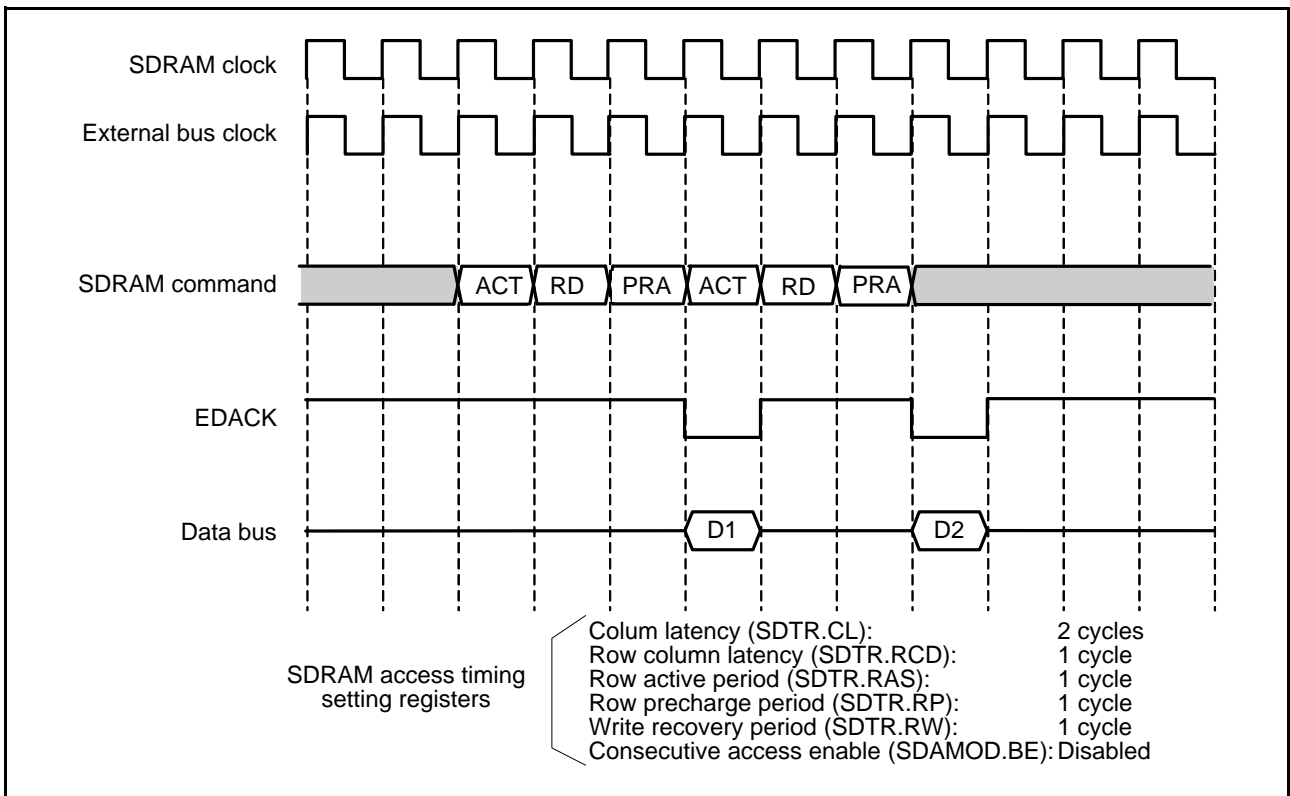 SDRAM clock
External bus clock
SDRAM command
ACT RD PRA ACT RD PRA
EDACK
Data bus
D1 D2
SDRAM access timing
setting registers
Colum latency (SDTR.CL): 2 cycles
Row column latency (SDTR.RCD): 1 cycle
Row active period (SDTR.RAS): 1 cycle
Row precharge period (SDTR.RP): 1 cycle
Write recovery period (SDTR.RW): 1 cycle
Consecutive access enable (SDAMOD.BE): Disabled